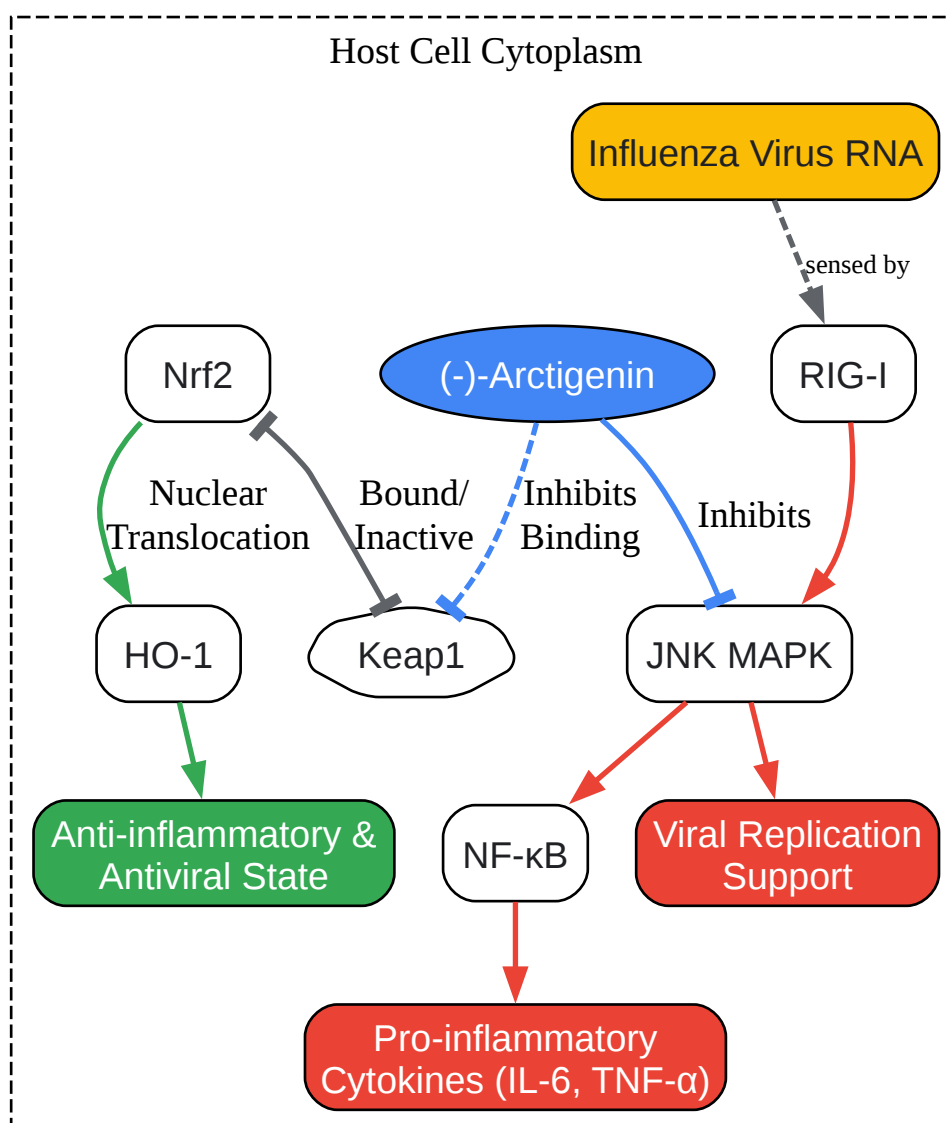 Host Cell Cytoplasm
Influenza Virus RNA
sensed by
Nrf2
(-)-Arctigenin
RIG-I
Nuclear
Translocation
Bound/
Inactive
Inhibits
Binding
Inhibits
HO-1
Keap1
JNK MAPK
Anti-inflammatory &
Antiviral State
NF-κB
Viral Replication
Support
Pro-inflammatory
Cytokines (IL-6, TNF-α)